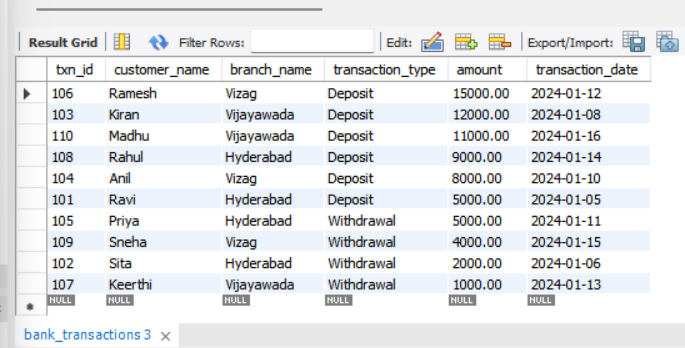 Result Grid Filter Rows: Edit: Export/Import:
txn_id customer_name branch_name transaction_type amount transaction_date
106 Ramesh Vizag Deposit 15000.00 2024-01-12
103 Kiran Vijayawada Deposit 12000.00 2024-01-08
110 Madhu Vijayawada Deposit 11000.00 2024-01-16
108 Rahul Hyderabad Deposit 9000.00 2024-01-14
104 Anil Vizag Deposit 8000.00 2024-01-10
101 Ravi Hyderabad Deposit 5000.00 2024-01-05
105 Priya Hyderabad Withdrawal 5000.00 2024-01-11
109 Sneha Vizag Withdrawal 4000.00 2024-01-15
102 Sita Hyderabad Withdrawal 2000.00 2024-01-06
107 Keerthi Vijayawada Withdrawal 1000.00 2024-01-13
NULL NULL NULL NULL NULL NULL
bank_transactions 3